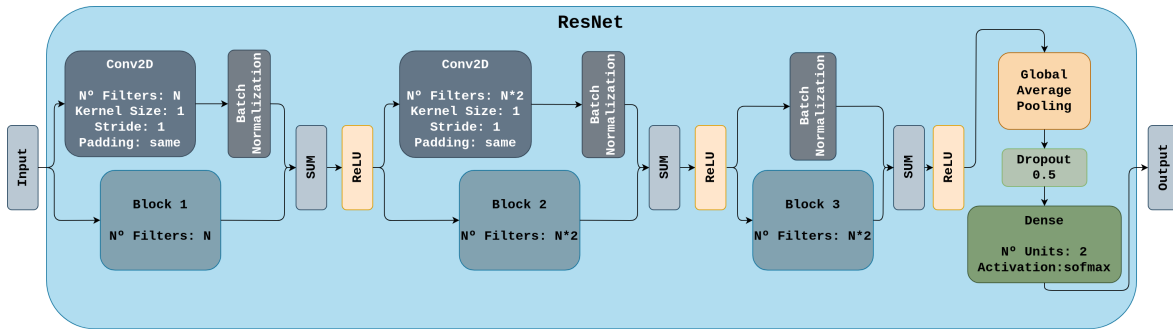 ResNet
Input
Conv2D
Nº Filters: N
Kernel Size: 1
Stride: 1
Padding: same
Batch
Normalization
Block 1
Nº Filters: N
SUM
ReLU
Conv2D
Nº Filters: N*2
Kernel Size: 1
Stride: 1
Padding: same
Batch
Normalization
Block 2
Nº Filters: N*2
SUM
ReLU
Batch
Normalization
Block 3
Nº Filters: N*2
SUM
ReLU
Global
Average
Pooling
Dropout
0.5
Dense
Nº Units: 2
Activation:sofmax
Output